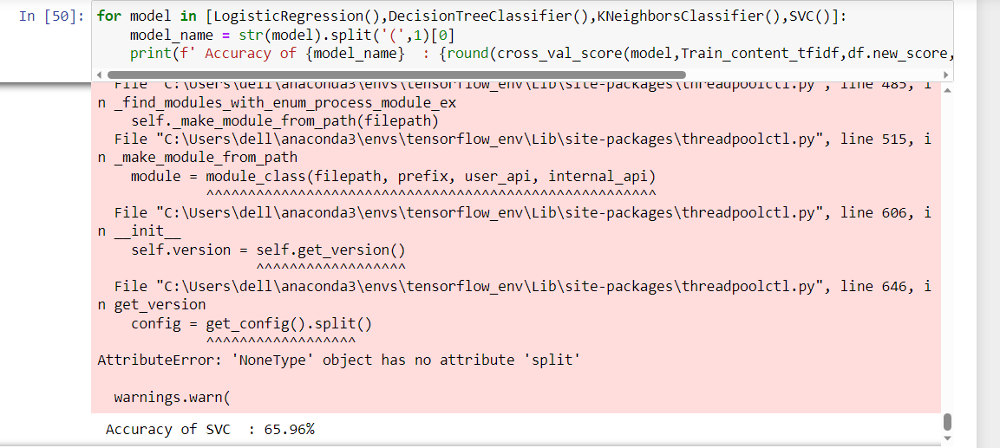 In [50]: for model in [LogisticRegression(),DecisionTreeClassifier(),KNeighborsClassifier(),SVC()]:
model_name = str(model).split('(',1)[0]
print(f' Accuracy of {model_name}  : {round(cross_val_score(model,Train_content_tfidf,df.new_score,
File "C:\Users\dell\anaconda3\envs\tensorflow_env\Lib\site-packages\threadpoolctl.py", line 485, i
n _find_modules_with_enum_process_module_ex
self._make_module_from_path(filepath)
File "C:\Users\dell\anaconda3\envs\tensorflow_env\Lib\site-packages\threadpoolctl.py", line 515, i
n _make_module_from_path
module = module_class(filepath, prefix, user_api, internal_api)
^^^^^^^^^^^^^^^^^^^^^^^^^^^^^^^^^^^^^^^^^^^^^^^^^^^^^^
File "C:\Users\dell\anaconda3\envs\tensorflow_env\Lib\site-packages\threadpoolctl.py", line 606, i
n __init__
self.version = self.get_version()
^^^^^^^^^^^^^^^^^^
File "C:\Users\dell\anaconda3\envs\tensorflow_env\Lib\site-packages\threadpoolctl.py", line 646, i
n get_version
config = get_config().split()
^^^^^^^^^^^^^^^^^^
AttributeError: 'NoneType' object has no attribute 'split'
warnings.warn(
Accuracy of SVC  : 65.96%